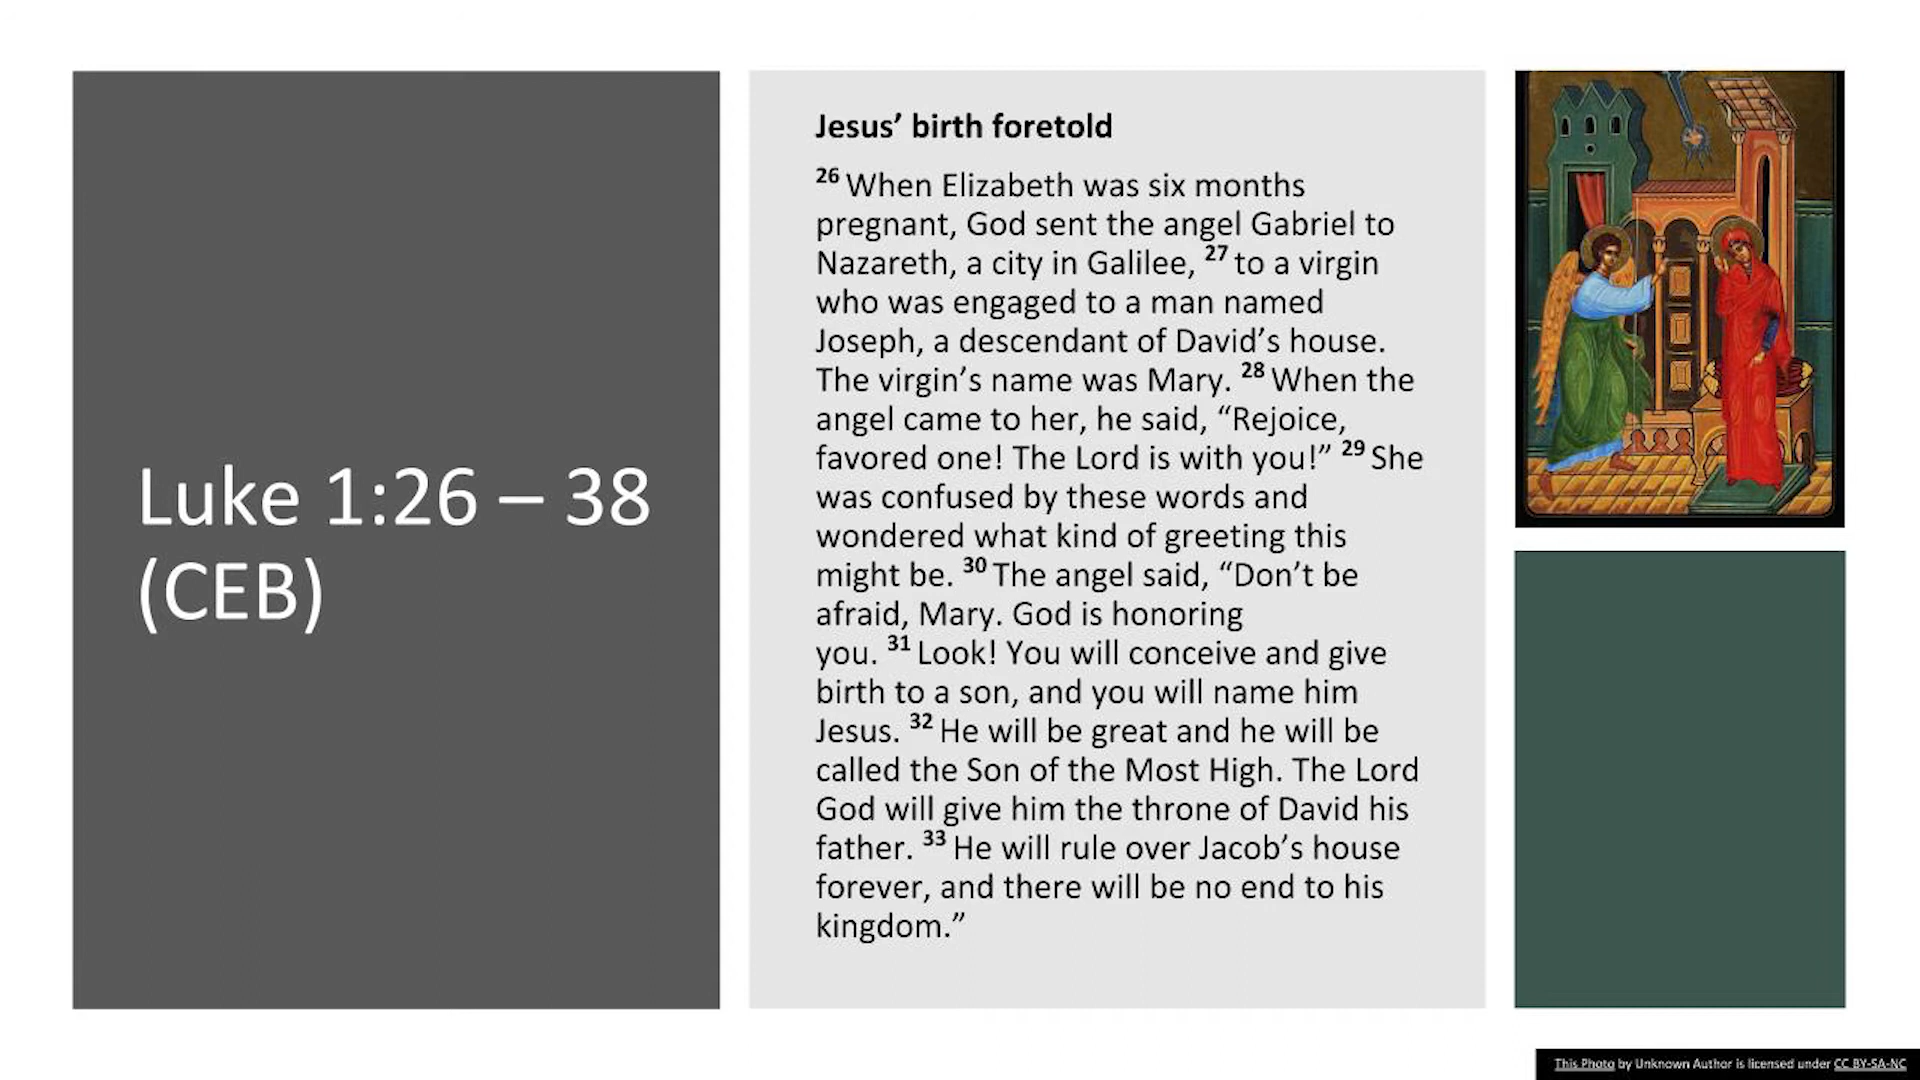 Luke 1:26 – 38
(CEB)
Jesus’ birth foretold
26 When Elizabeth was six months
pregnant, God sent the angel Gabriel to
Nazareth, a city in Galilee, 27 to a virgin
who was engaged to a man named
Joseph, a descendant of David’s house.
The virgin’s name was Mary. 28 When the
angel came to her, he said, “Rejoice,
favored one! The Lord is with you!” 29 She
was confused by these words and
wondered what kind of greeting this
might be. 30 The angel said, “Don’t be
afraid, Mary. God is honoring
you. 31 Look! You will conceive and give
birth to a son, and you will name him
Jesus. 32 He will be great and he will be
called the Son of the Most High. The Lord
God will give him the throne of David his
father. 33 He will rule over Jacob’s house
forever, and there will be no end to his
kingdom.”
This Photo by Unknown Author is licensed under CC BY-SA-NC